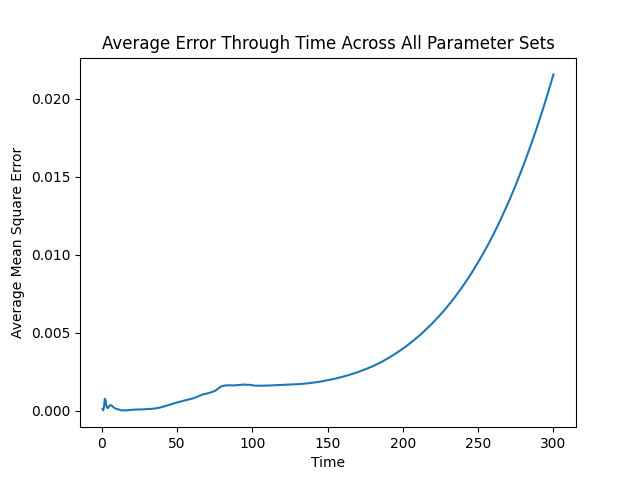 Average Error Through Time Across All Parameter Sets
Average Mean Square Error
0.020
0.015
0.010
0.005
0.000
0 50 100 150 200 250 300
Time